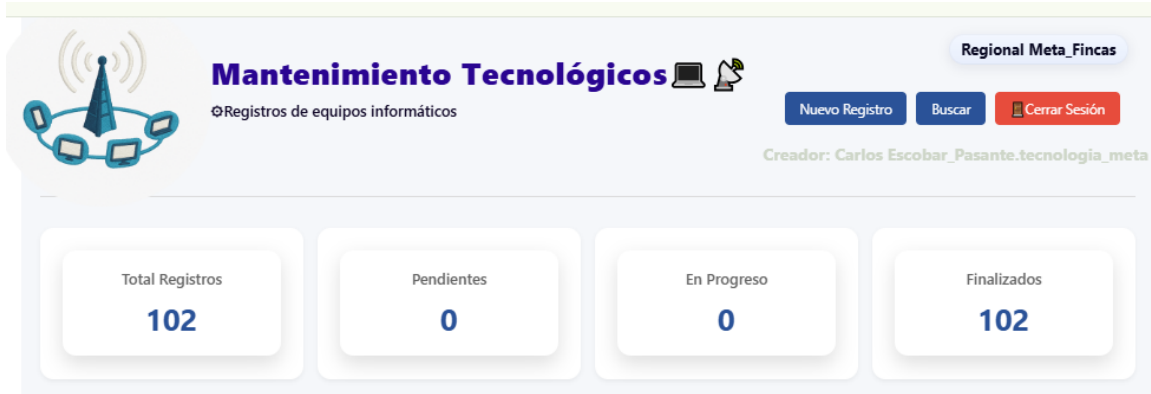 Regional Meta_Fincas
Mantenimiento Tecnológicos
Registros de equipos informáticos
Nuevo Registro
Buscar
Cerrar Sesión
Creador: Carlos Escobar_Pasante.tecnologia_meta
Total Registros
102
Pendientes
0
En Progreso
0
Finalizados
102